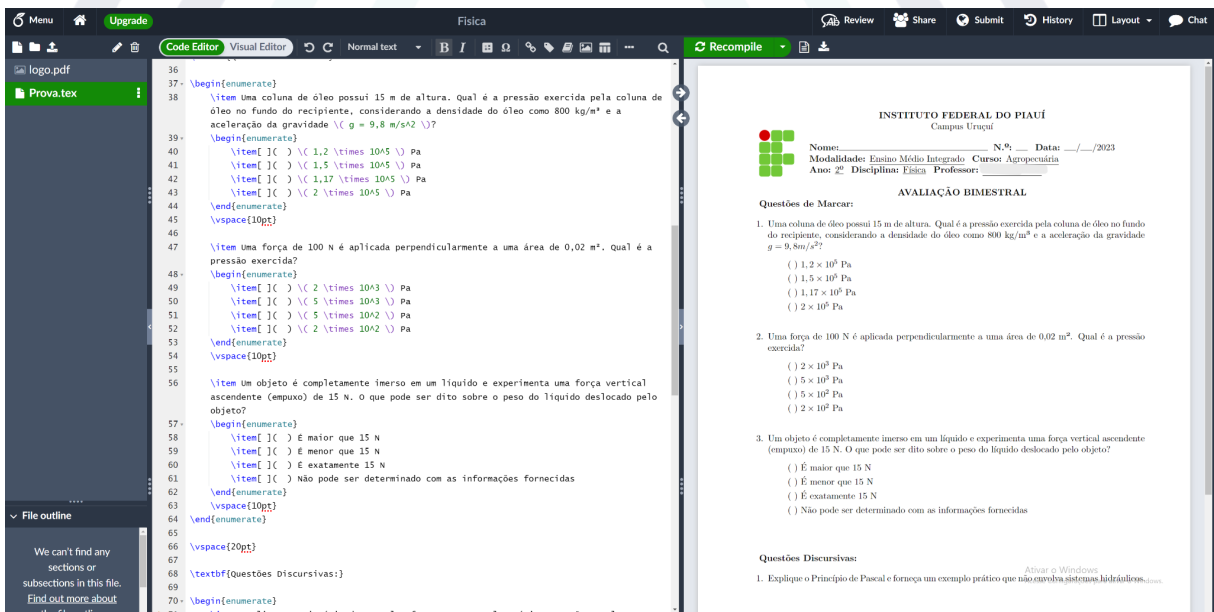 Menu
Upgrade
Fisica
Review
Share
Submit
History
Layout
Chat
Code Editor
Visual Editor
Normal text
B I
Ω
Recompile
logo.pdf
Prova.tex
File outline
We can't find any
sections or
subsections in this file.
Find out more about
36
37 \begin{enumerate}
38 \item Uma coluna de óleo possui 15 m de altura. Qual é a pressão exercida pela coluna de
óleo no fundo do recipiente, considerando a densidade do óleo como 800 kg/m³ e a
aceleração da gravidade \( g = 9,8 m/s^2 \)?
39 \begin{enumerate}
40 \item[ ]( ) \( 1,2 \times 10^5 \) Pa
41 \item[ ]( ) \( 1,5 \times 10^5 \) Pa
42 \item[ ]( ) \( 1,17 \times 10^5 \) Pa
43 \item[ ]( ) \( 2 \times 10^5 \) Pa
44 \end{enumerate}
45 \vspace{10pt}
46
47 \item Uma força de 100 N é aplicada perpendicularmente a uma área de 0,02 m². Qual é a
pressão exercida?
48 \begin{enumerate}
49 \item[ ]( ) \( 2 \times 10^3 \) Pa
50 \item[ ]( ) \( 5 \times 10^3 \) Pa
51 \item[ ]( ) \( 5 \times 10^2 \) Pa
52 \item[ ]( ) \( 2 \times 10^2 \) Pa
53 \end{enumerate}
54 \vspace{10pt}
55
56 \item Um objeto é completamente imerso em um líquido e experimenta uma força vertical
ascendente (empuxo) de 15 N. O que pode ser dito sobre o peso do líquido deslocado pelo
objeto?
57 \begin{enumerate}
58 \item[ ]( ) É maior que 15 N
59 \item[ ]( ) É menor que 15 N
60 \item[ ]( ) É exatamente 15 N
61 \item[ ]( ) Não pode ser determinado com as informações fornecidas
62 \end{enumerate}
63 \vspace{10pt}
64 \end{enumerate}
65
66 \vspace{20pt}
67
68 \textbf{Questões Discursivas:}
69
70 \begin{enumerate}
INSTITUTO FEDERAL DO PIAUÍ
Campus Uruçuí
Nome:____ N.º: __ Data: __/__/2023
Modalidade: Ensino Médio Integrado Curso: Agropecuária
Ano: 2º Disciplina: Física Professor:
AVALIAÇÃO BIMESTRAL
Questões de Marcar:
1. Uma coluna de óleo possui 15 m de altura. Qual é a pressão exercida pela coluna de óleo no fundo
do recipiente, considerando a densidade do óleo como 800 kg/m³ e a aceleração da gravidade
g = 9, 8m/s²?
( ) 1, 2 × 10⁵ Pa
( ) 1, 5 × 10⁵ Pa
( ) 1, 17 × 10⁵ Pa
( ) 2 × 10⁵ Pa
2. Uma força de 100 N é aplicada perpendicularmente a uma área de 0,02 m². Qual é a pressão
exercida?
( ) 2 × 10³ Pa
( ) 5 × 10³ Pa
( ) 5 × 10² Pa
( ) 2 × 10² Pa
3. Um objeto é completamente imerso em um líquido e experimenta uma força vertical ascendente
(empuxo) de 15 N. O que pode ser dito sobre o peso do líquido deslocado pelo objeto?
( ) É maior que 15 N
( ) É menor que 15 N
( ) É exatamente 15 N
( ) Não pode ser determinado com as informações fornecidas
Questões Discursivas:
Ativar o Windows
1. Explique o Princípio de Pascal e forneça um exemplo prático que não envolva sistemas hidráulicos.